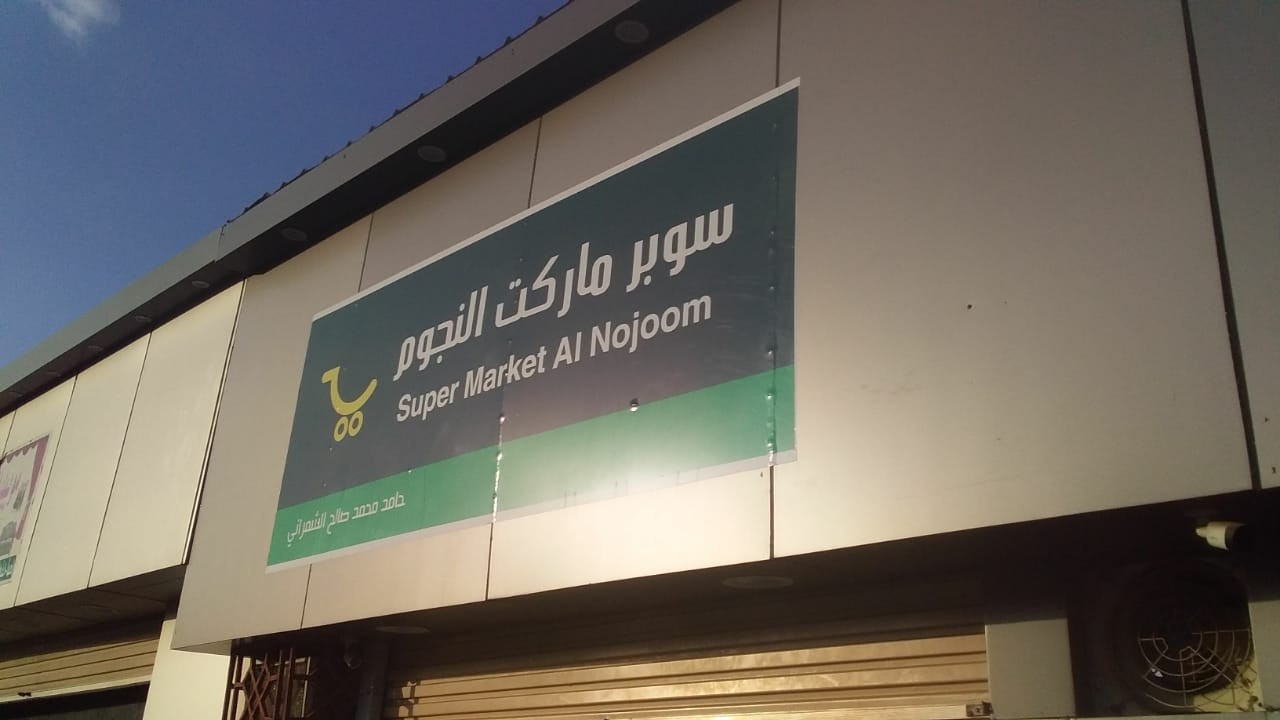 سوبر ماركت النجوم
Super Market Al Nojoom
حامد محمد صالح الشمراني